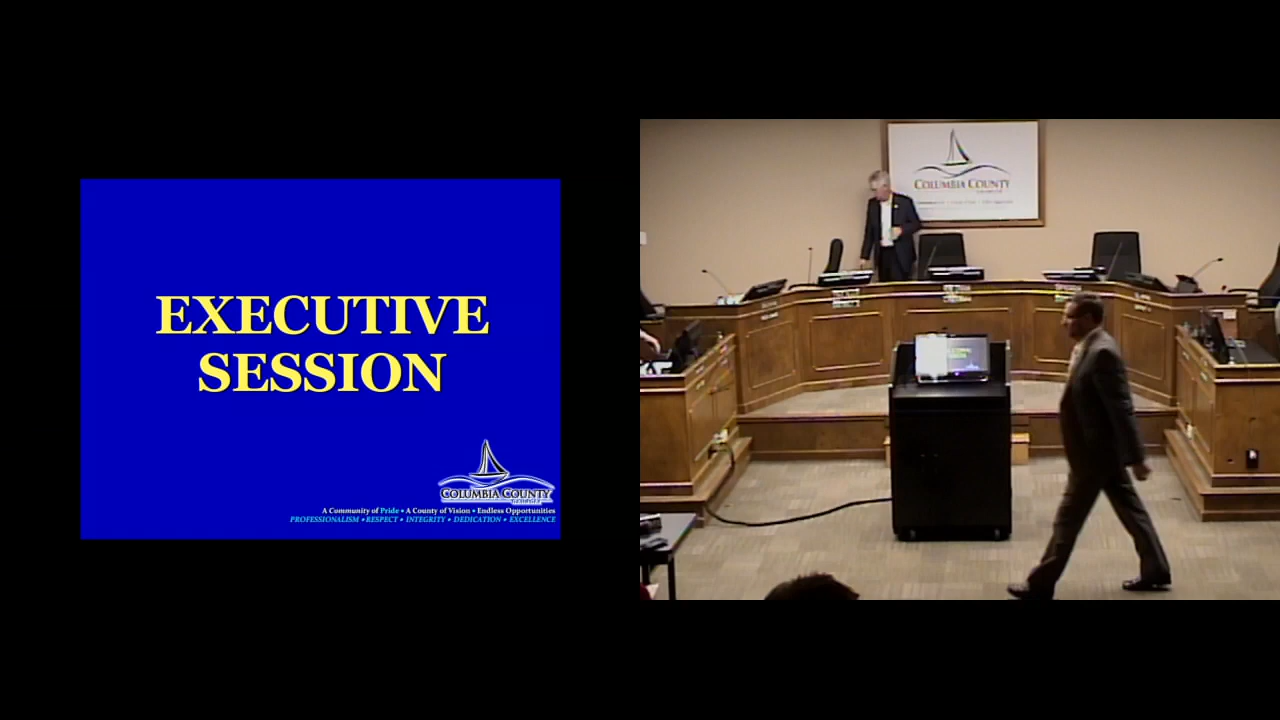 EXECUTIVE
SESSION
COLUMBIA COUNTY
GEORGIA
A Community of Pride • A County of Vision • Endless Opportunities
PROFESSIONALISM • RESPECT • INTEGRITY • DEDICATION • EXCELLENCE
COLUMBIA COUNTY